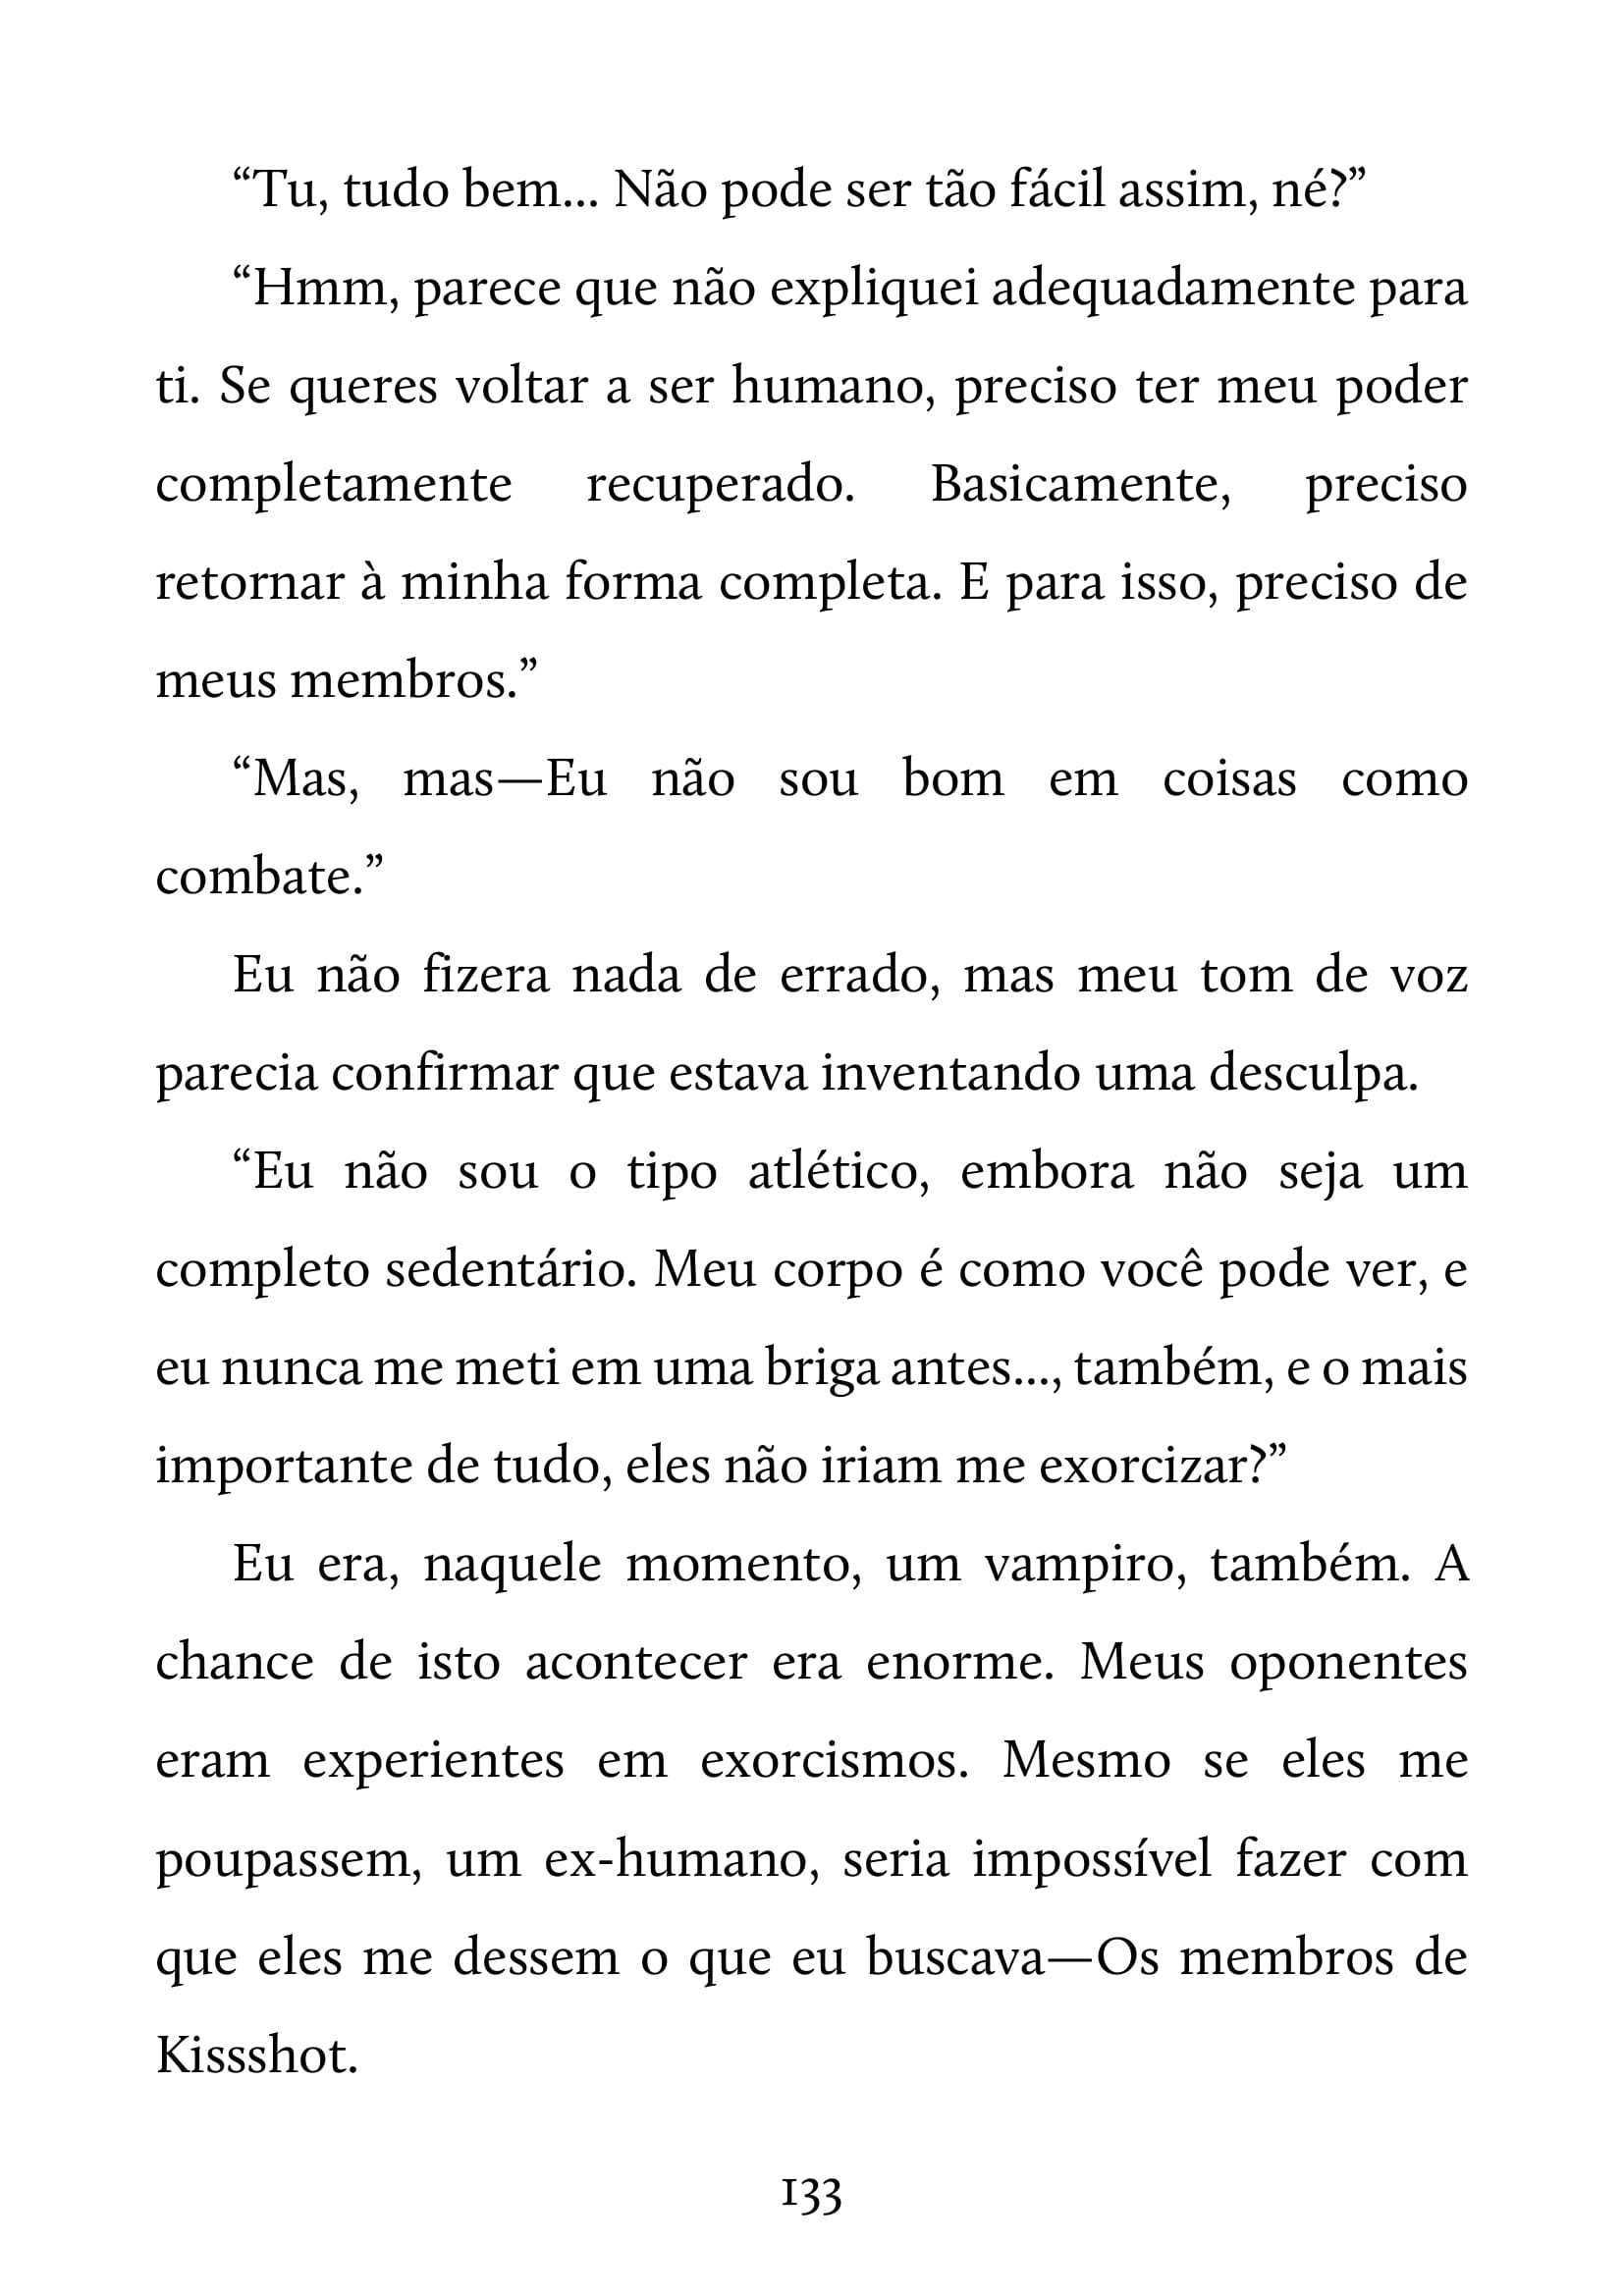 “Tu, tudo bem... Não pode ser tão fácil assim, né?”
“Hmm, parece que não expliquei adequadamente para
ti. Se queres voltar a ser humano, preciso ter meu poder
completamente recuperado. Basicamente, preciso
retornar à minha forma completa. E para isso, preciso de
meus membros.”
“Mas, mas—Eu não sou bom em coisas como
combate.”
Eu não fizera nada de errado, mas meu tom de voz
parecia confirmar que estava inventando uma desculpa.
“Eu não sou o tipo atlético, embora não seja um
completo sedentário. Meu corpo é como você pode ver, e
eu nunca me meti em uma briga antes..., também, e o mais
importante de tudo, eles não iriam me exorcizar?”
Eu era, naquele momento, um vampiro, também. A
chance de isto acontecer era enorme. Meus oponentes
eram experientes em exorcismos. Mesmo se eles me
poupassem, um ex-humano, seria impossível fazer com
que eles me dessem o que eu buscava—Os membros de
Kissshot.
133